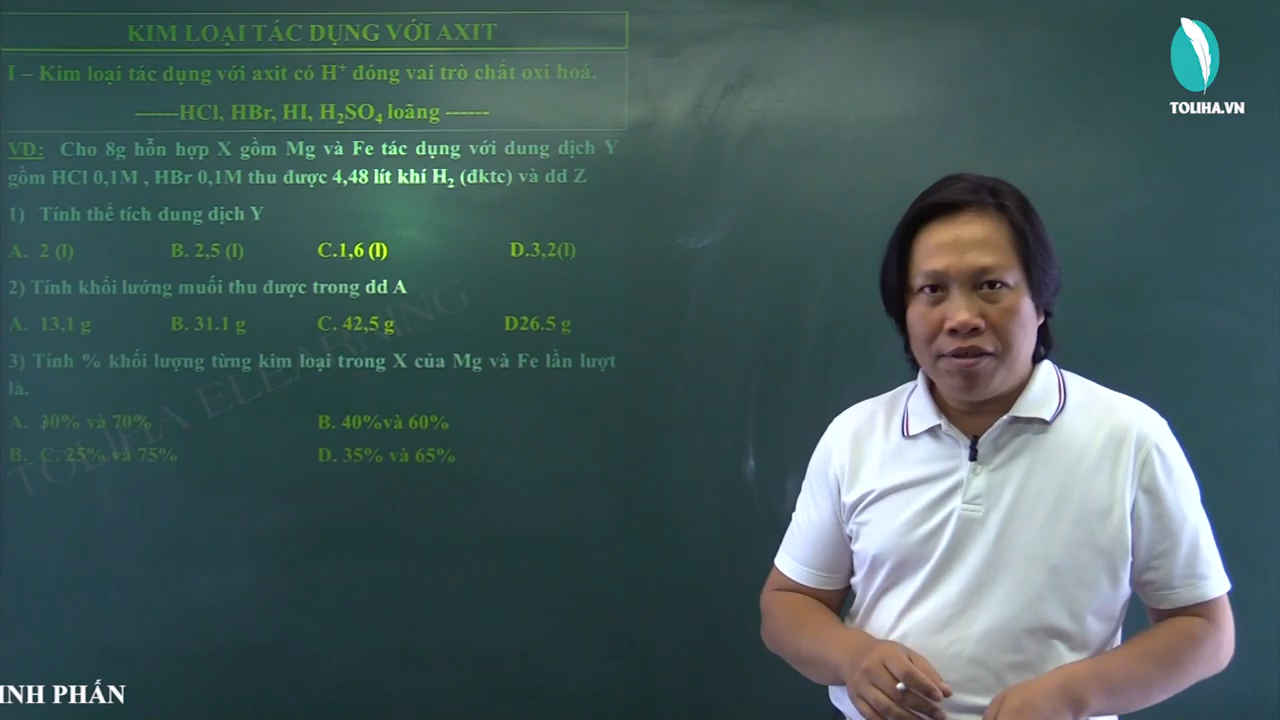 KIM LOẠI TÁC DỤNG VỚI AXIT
TOLIHA.VN
I – Kim loại tác dụng với axit có H⁺ đóng vai trò chất oxi hoá.
------HCl, HBr, HI, H₂SO₄ loãng ------
VD: Cho 8g hỗn hợp X gồm Mg và Fe tác dụng với dung dịch Y
gồm HCl 0,1M , HBr 0,1M thu được 4,48 lít khí H₂ (đktc) và dd Z
1) Tính thể tích dung dịch Y
A. 2 (l) B. 2,5 (l) C.1,6 (l) D.3,2(l)
2) Tính khối lướng muối thu được trong dd A
A. 13,1 g B. 31.1 g C. 42,5 g D26.5 g
3) Tính % khối lượng từng kim loại trong X của Mg và Fe lần lượt
là.
A. 30% và 70% B. 40%và 60%
B. C. 25% và 75% D. 35% và 65%
TOLIHA ELEARNING
INH PHẤN